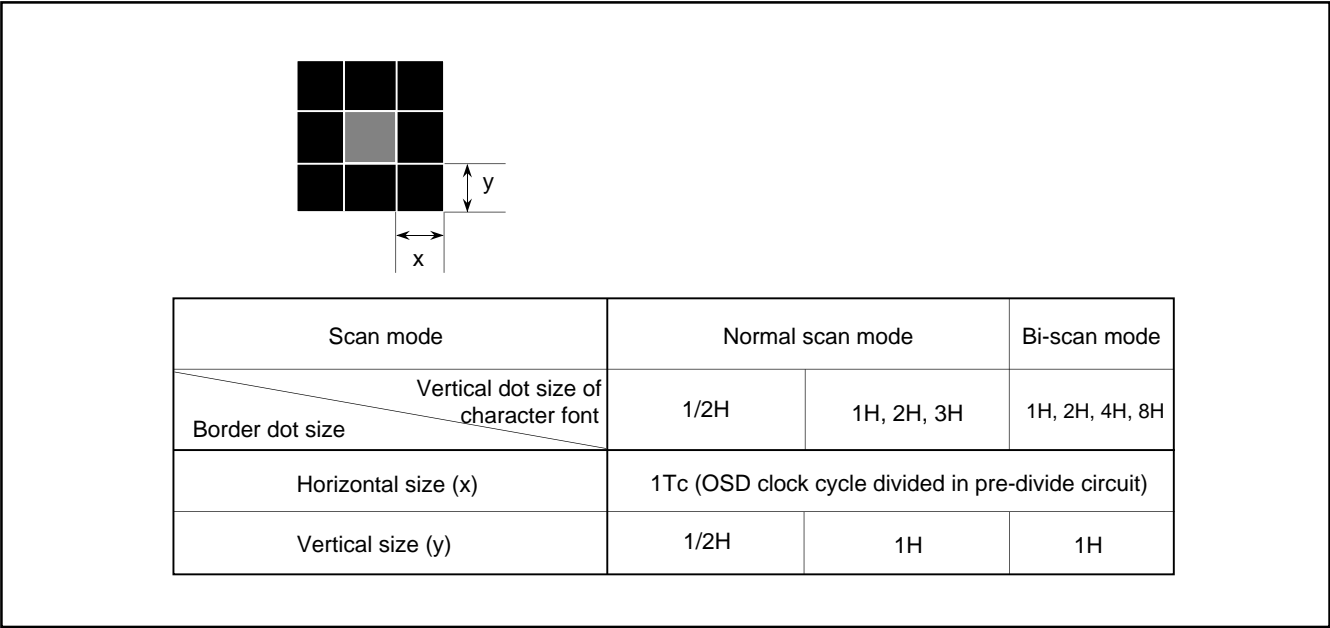 y
x
Scan mode
Normal scan mode
Bi-scan mode
Vertical dot size of
character font
Border dot size
1/2H
1H, 2H, 3H
1H, 2H, 4H, 8H
Horizontal size (x)
1Tc (OSD clock cycle divided in pre-divide circuit)
Vertical size (y)
1/2H
1H
1H